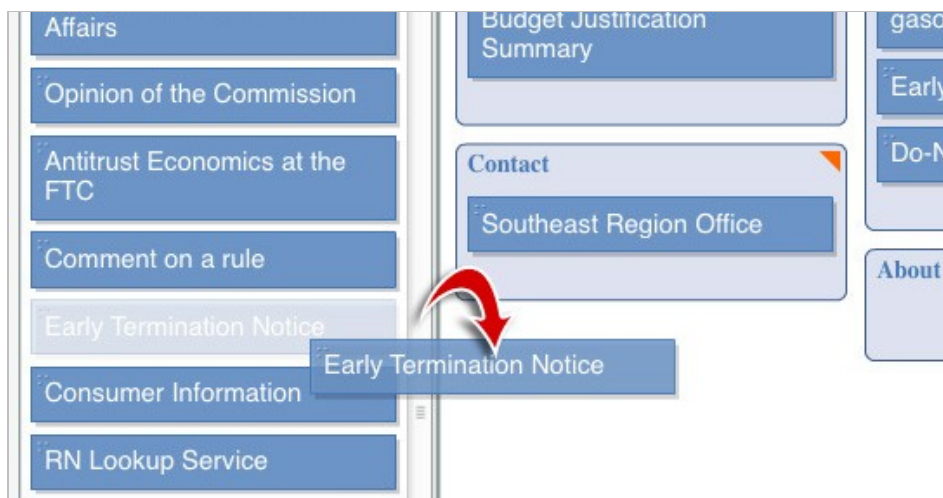 Affairs
Opinion of the Commission
Antitrust Economics at the
FTC
Comment on a rule
Early Termination Notice
Consumer Information
RN Lookup Service
Early Termination Notice
Budget Justification
Summary
Contact
Southeast Region Office
Early
About